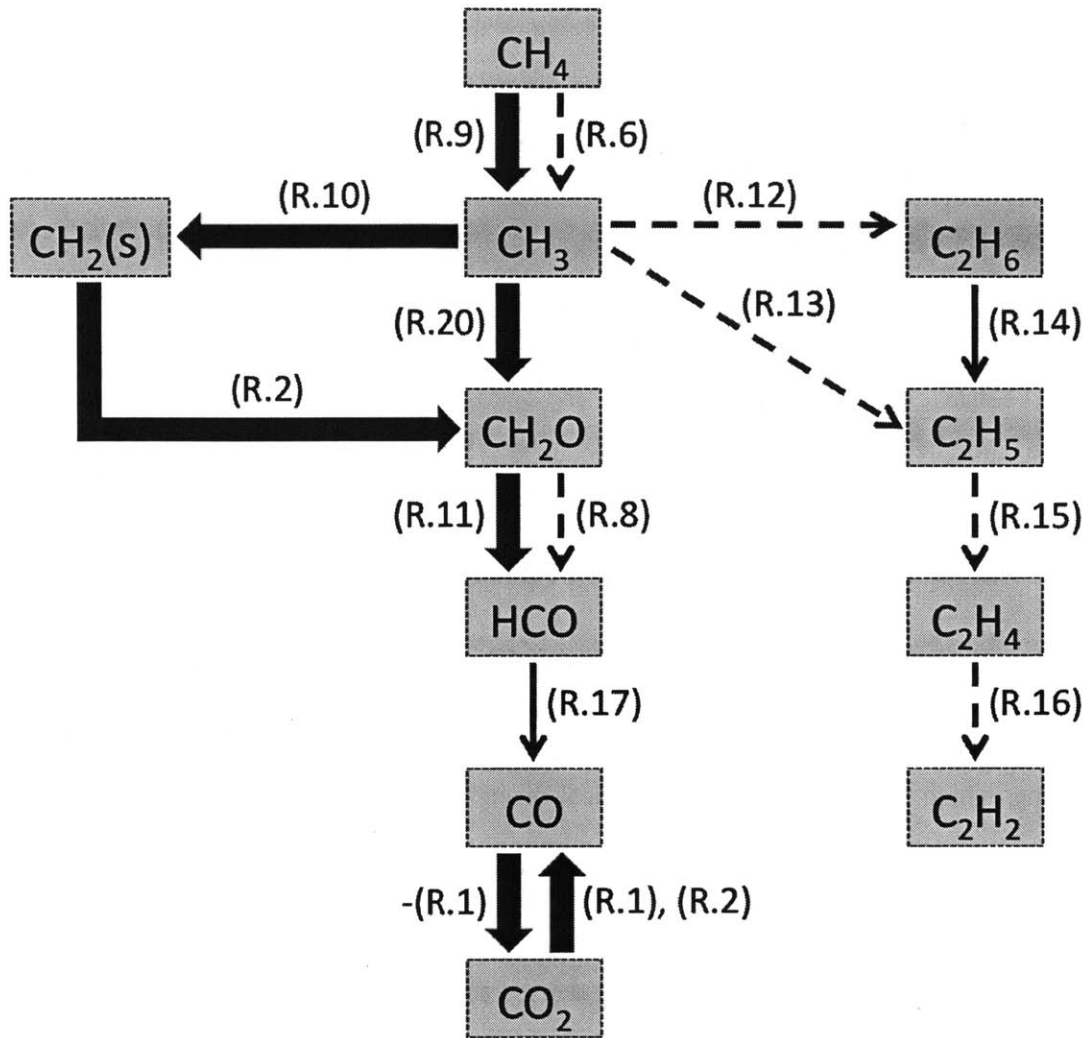 CH₄
(R.9)
(R.6)
(R.10)
(R.12)
CH₂(s)
CH₃
C₂H₆
(R.13)
(R.20)
(R.14)
(R.2)
CH₂O
C₂H₅
(R.11)
(R.8)
(R.15)
HCO
C₂H₄
(R.17)
(R.16)
CO
C₂H₂
-(R.1)
(R.1), (R.2)
CO₂